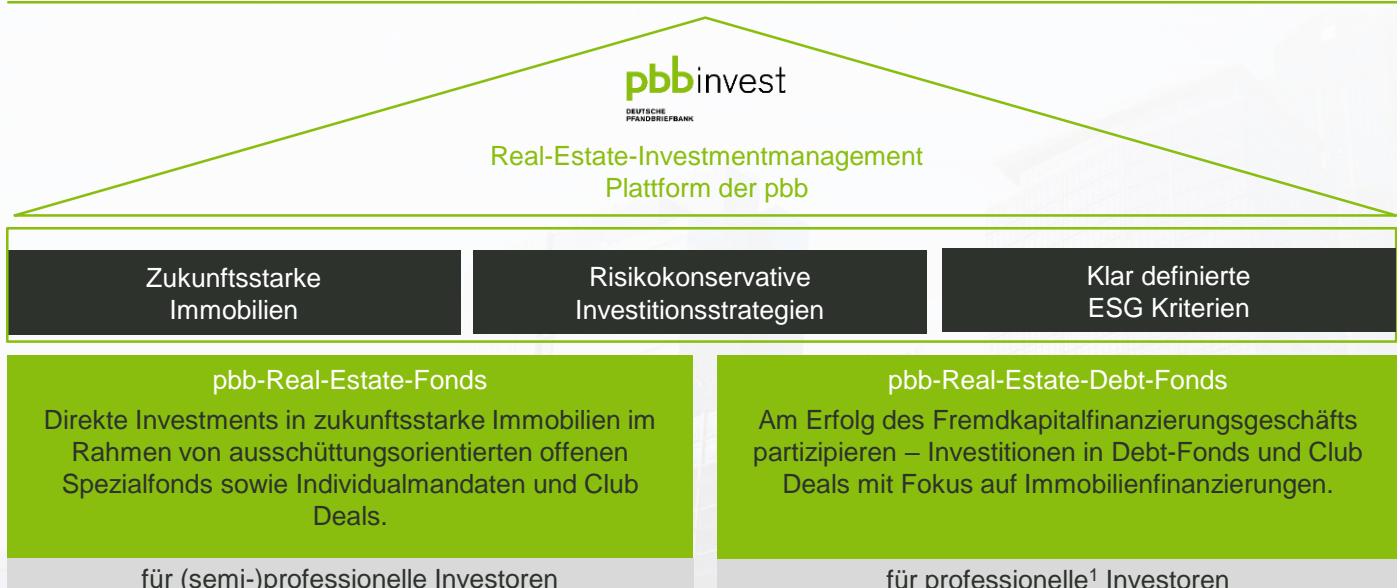 pbbinvest
DEUTSCHE
PFANDBRIEFBANK
Real-Estate-Investmentmanagement
Plattform der pbb
Zukunftsstarke
Immobilien
Risikokonservative
Investitionsstrategien
Klar definierte
ESG Kriterien
pbb-Real-Estate-Fonds
Direkte Investments in zukunftsstarke Immobilien im
Rahmen von ausschüttungsorientierten offenen
Spezialfonds sowie Individualmandaten und Club
Deals.
für (semi-)professionelle Investoren
pbb-Real-Estate-Debt-Fonds
Am Erfolg des Fremdkapitalfinanzierungsgeschäfts
partizipieren – Investitionen in Debt-Fonds und Club
Deals mit Fokus auf Immobilienfinanzierungen.
für professionelle¹ Investoren